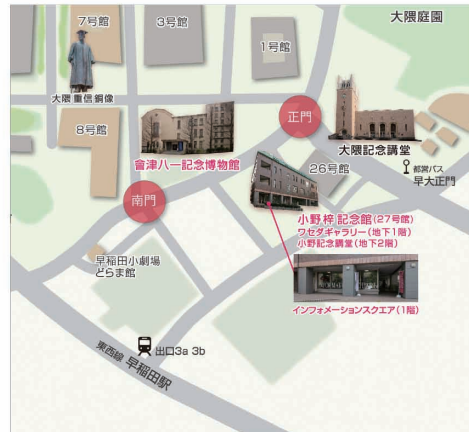 7号館
3号館
1号館
大隈庭園
大隈重信銅像
8号館
會津八一記念博物館
正門
大隈記念講堂
都営バス
早大正門
26号館
南門
小野梓記念館(27号館)
ワセダギャラリー(地下1階)
小野記念講堂(地下2階)
早稲田小劇場
どらま館
インフォメーションスクエア(1階)
出口3a 3b
東西線 早稲田駅